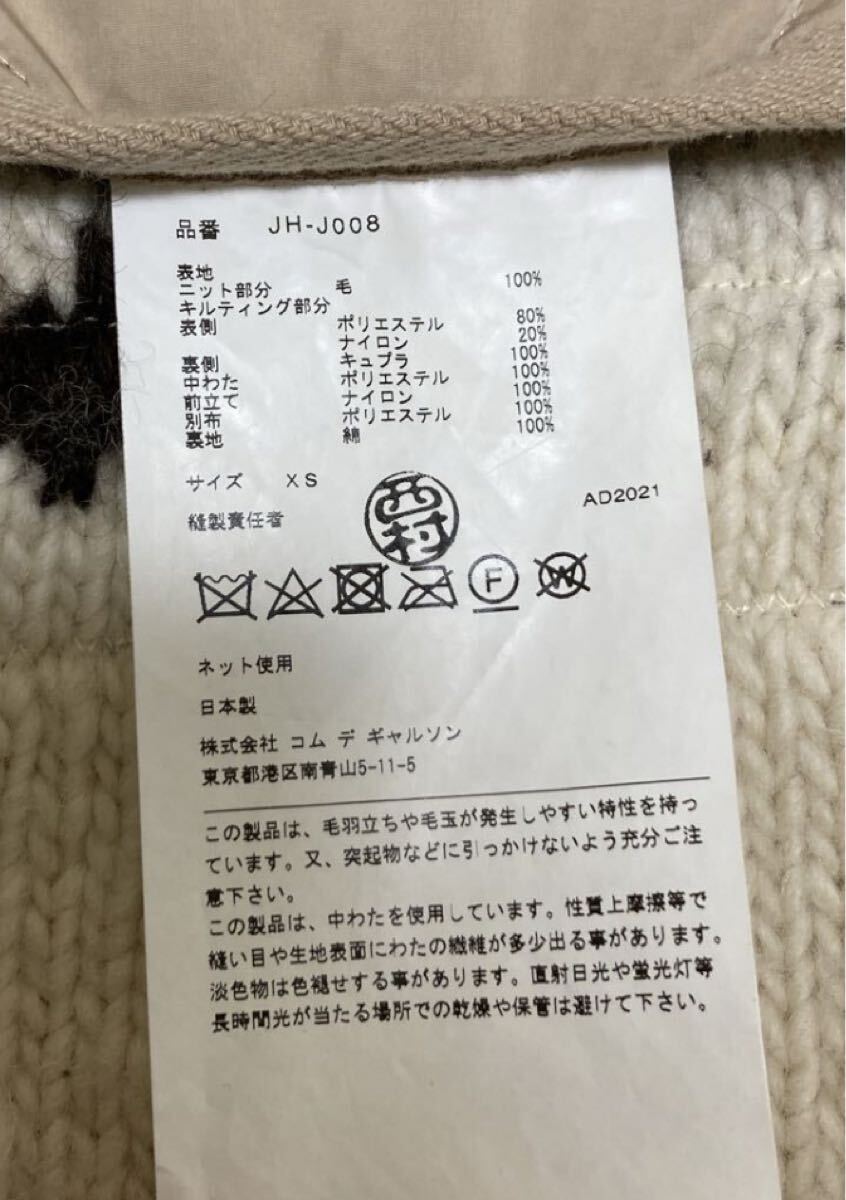 品番 JH-J008
表地
ニット部分 毛 100%
キルティング部分
表側 ポリエステル 80%
ナイロン 20%
裏側 キュプラ 100%
中わた ポリエステル 100%
前立て ナイロン 100%
別布 ポリエステル 100%
裏地 綿 100%
サイズ XS
AD2021
縫製責任者 西村
F W
ネット使用
日本製
株式会社 コム デ ギャルソン
東京都港区南青山5-11-5
この製品は、毛羽立ちや毛玉が発生しやすい特性を持っ
ています。又、突起物などに引っかけないよう充分ご注
意下さい。
この製品は、中わたを使用しています。性質上摩擦等で
縫い目や生地表面にわたの繊維が多少出る事があります。
淡色物は色褪せする事があります。直射日光や蛍光灯等
長時間光が当たる場所での乾燥や保管は避けて下さい。